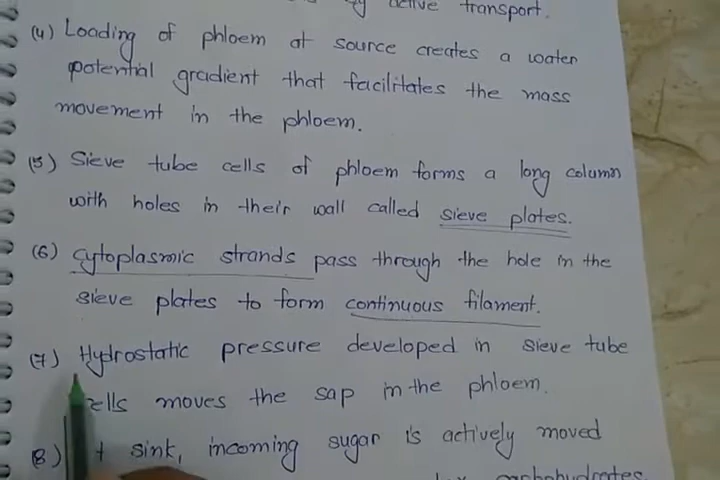 active transport.
(4) Loading of phloem at source creates a water
potential gradient that facilitates the mass
movement in the phloem.
(5) Sieve tube cells of phloem forms a long column
with holes in their wall called sieve plates.
(6) cytoplasmic strands pass through the hole in the
sieve plates to form continuous filament.
(7) Hydrostatic pressure developed in sieve tube
ells moves the sap in the phloem.
(8) t sink, incoming sugar is actively moved
carbohydrates